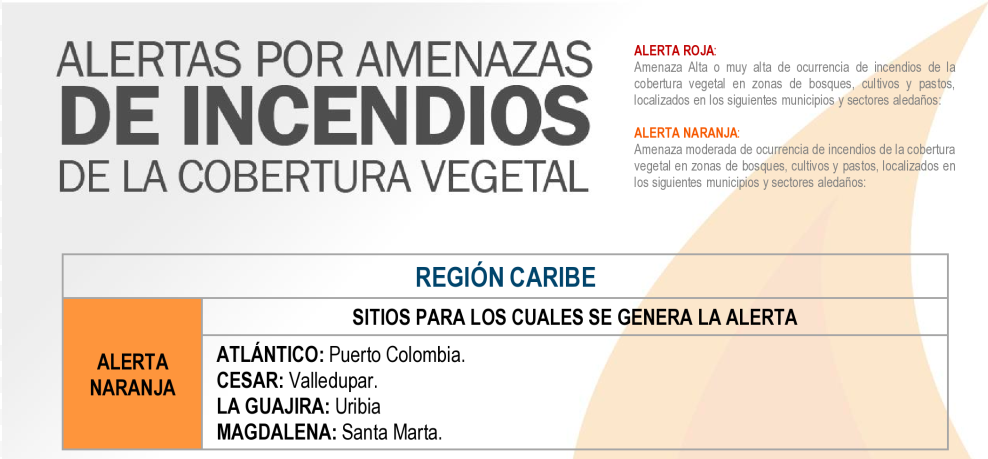 ALERTAS POR AMENAZAS
DE INCENDIOS
DE LA COBERTURA VEGETAL
ALERTA ROJA:
Amenaza Alta o muy alta de ocurrencia de incendios de la
cobertura vegetal en zonas de bosques, cultivos y pastos,
localizados en los siguientes municipios y sectores aledaños:
ALERTA NARANJA:
Amenaza moderada de ocurrencia de incendios de la cobertura
vegetal en zonas de bosques, cultivos y pastos, localizados en
los siguientes municipios y sectores aledaños:
REGIÓN CARIBE
SITIOS PARA LOS CUALES SE GENERA LA ALERTA
ALERTA
NARANJA
ATLÁNTICO: Puerto Colombia.
CESAR: Valledupar.
LA GUAJIRA: Uribia
MAGDALENA: Santa Marta.